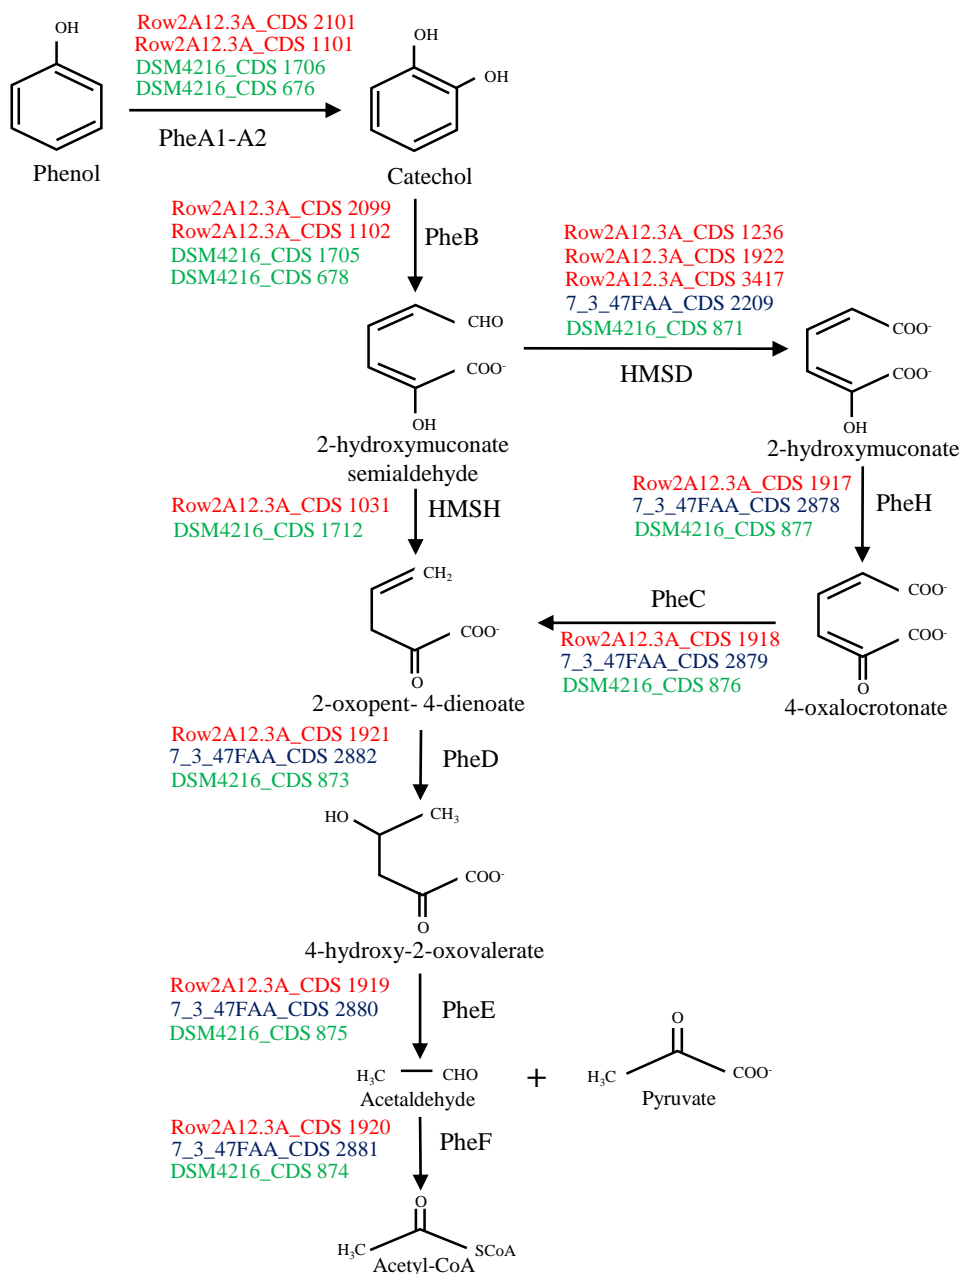 Row2A12.3A_CDS 2101
Row2A12.3A_CDS 1101
DSM4216_CDS 1706
DSM4216_CDS 676
PheA1-A2
OH
Phenol
OH
OH
Catechol
Row2A12.3A_CDS 2099
Row2A12.3A_CDS 1102
DSM4216_CDS 1705
DSM4216_CDS 678
PheB
Row2A12.3A_CDS 1236
Row2A12.3A_CDS 1922
Row2A12.3A_CDS 3417
7_3_47FAA_CDS 2209
DSM4216_CDS 871
HMSD
CHO
COO-
OH
2-hydroxymuconate
semialdehyde
COO-
COO-
OH
2-hydroxymuconate
Row2A12.3A_CDS 1031
DSM4216_CDS 1712
HMSH
Row2A12.3A_CDS 1917
7_3_47FAA_CDS 2878
DSM4216_CDS 877
PheH
CH2
COO-
O
2-oxopent- 4-dienoate
PheC
Row2A12.3A_CDS 1918
7_3_47FAA_CDS 2879
DSM4216_CDS 876
COO-
COO-
O
4-oxalocrotonate
Row2A12.3A_CDS 1921
7_3_47FAA_CDS 2882
DSM4216_CDS 873
PheD
HO
CH3
COO-
O
4-hydroxy-2-oxovalerate
Row2A12.3A_CDS 1919
7_3_47FAA_CDS 2880
DSM4216_CDS 875
PheE
H3C
CHO
Acetaldehyde
+
O
H3C
COO-
Pyruvate
Row2A12.3A_CDS 1920
7_3_47FAA_CDS 2881
DSM4216_CDS 874
PheF
O
H3C
SCoA
Acetyl-CoA